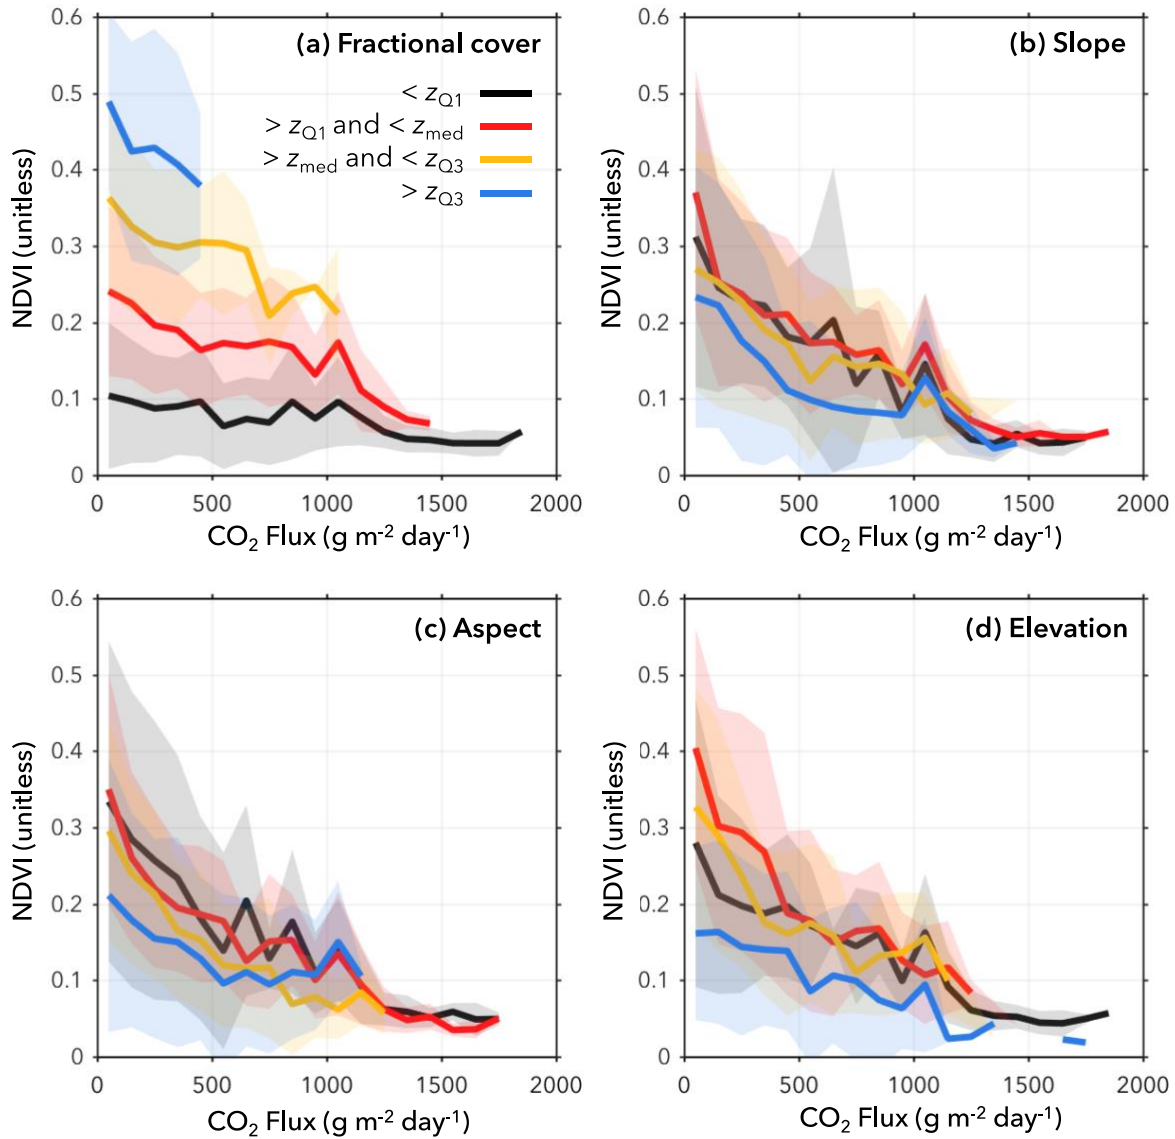 0.6
0.5
0.4
0.3
0.2
0.1
0
NDVI (unitless)
(a) Fractional cover
< zQ1
> zQ1 and < zmed
> zmed and < zQ3
> zQ3
0 500 1000 1500 2000
CO₂ Flux (g m⁻² day⁻¹)
0.6
0.5
0.4
0.3
0.2
0.1
0
NDVI (unitless)
(b) Slope
0 500 1000 1500 2000
CO₂ Flux (g m⁻² day⁻¹)
0.6
0.5
0.4
0.3
0.2
0.1
0
NDVI (unitless)
(c) Aspect
0 500 1000 1500 2000
CO₂ Flux (g m⁻² day⁻¹)
0.6
0.5
0.4
0.3
0.2
0.1
0
NDVI (unitless)
(d) Elevation
0 500 1000 1500 2000
CO₂ Flux (g m⁻² day⁻¹)